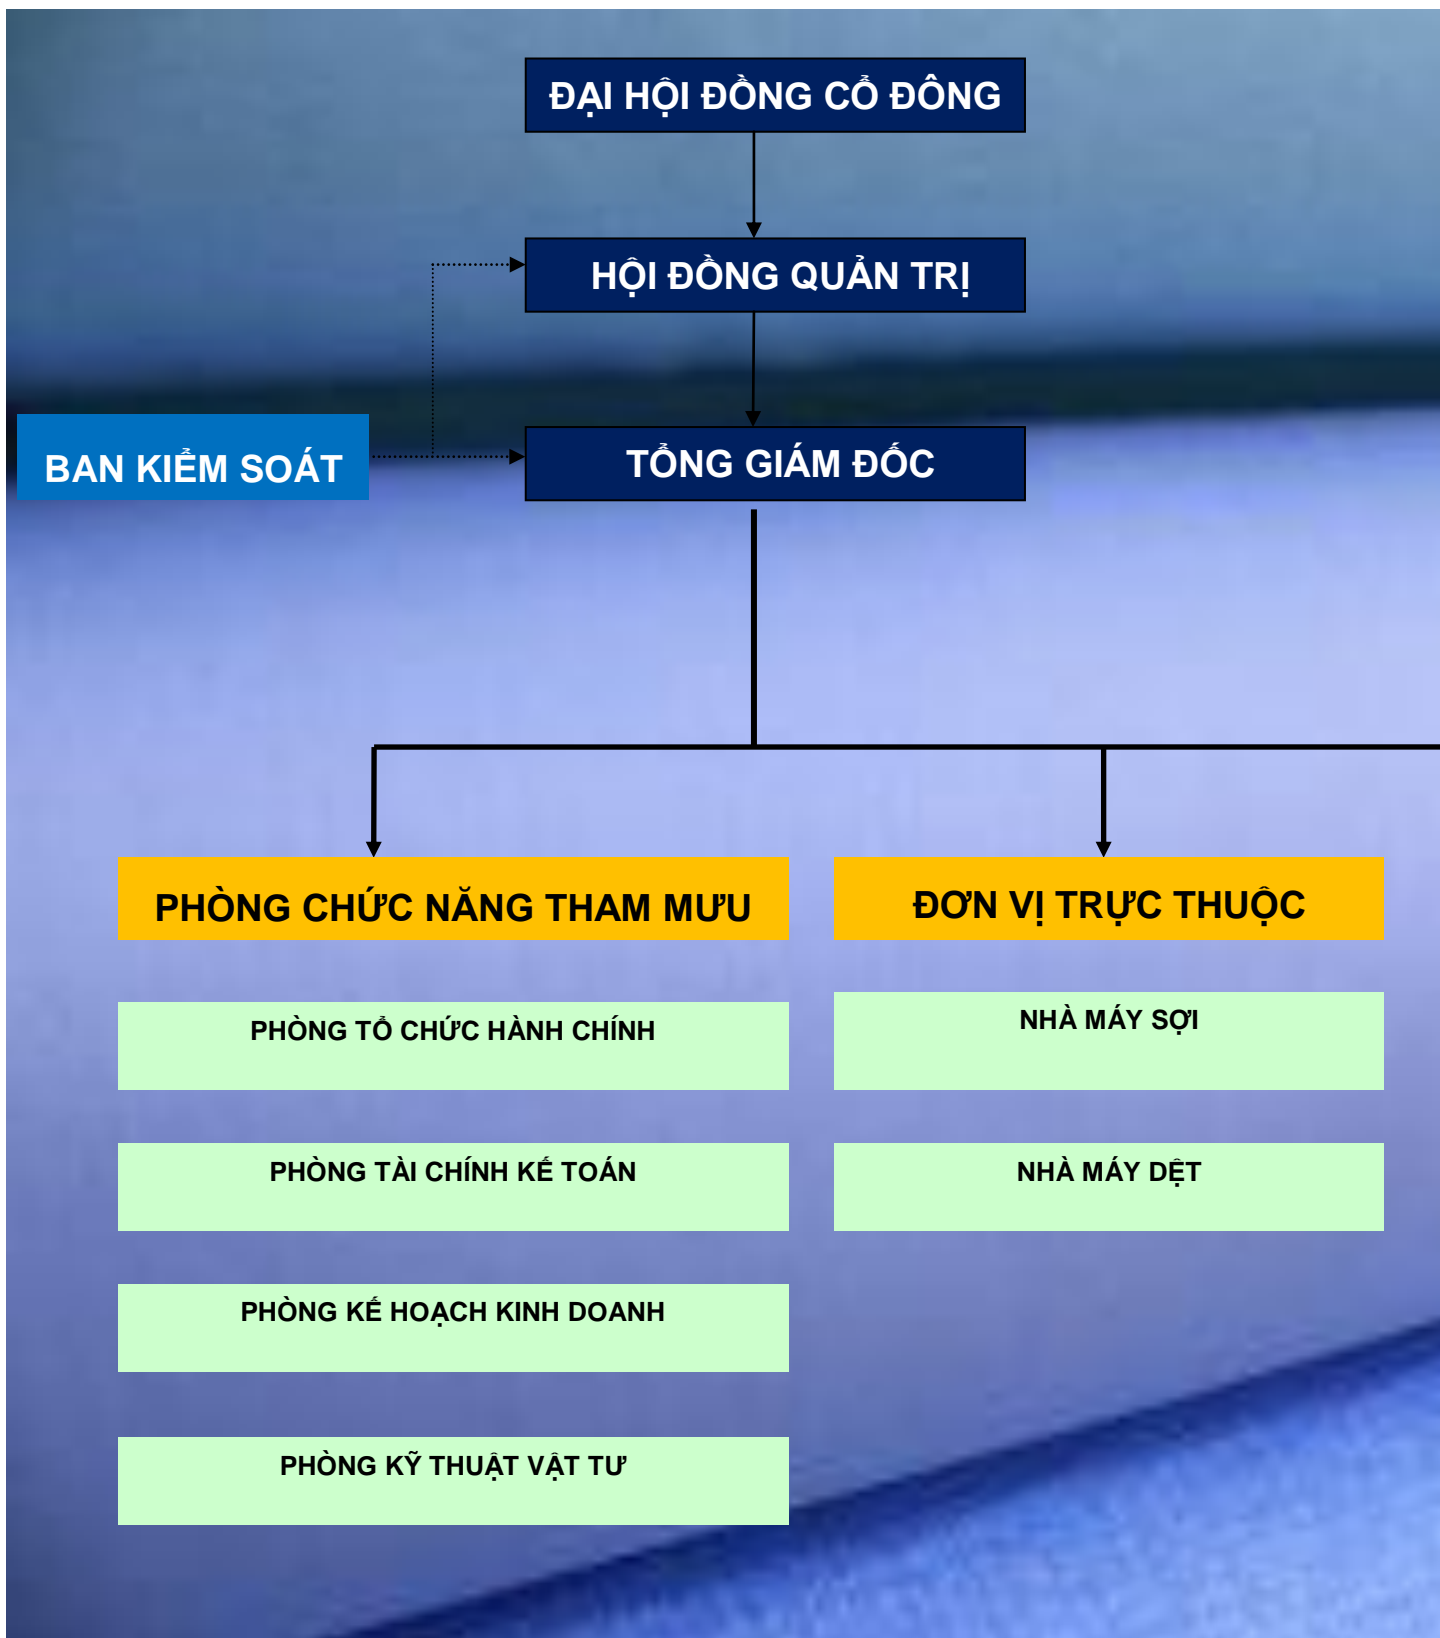 ĐẠI HỘI ĐỒNG CỔ ĐÔNG
HỘI ĐỒNG QUẢN TRỊ
BAN KIỂM SOÁT
TỔNG GIÁM ĐỐC
PHÒNG CHỨC NĂNG THAM MƯU
PHÒNG TỔ CHỨC HÀNH CHÍNH
PHÒNG TÀI CHÍNH KẾ TOÁN
PHÒNG KẾ HOẠCH KINH DOANH
PHÒNG KỸ THUẬT VẬT TƯ
ĐƠN VỊ TRỰC THUỘC
NHÀ MÁY SỢI
NHÀ MÁY DỆT